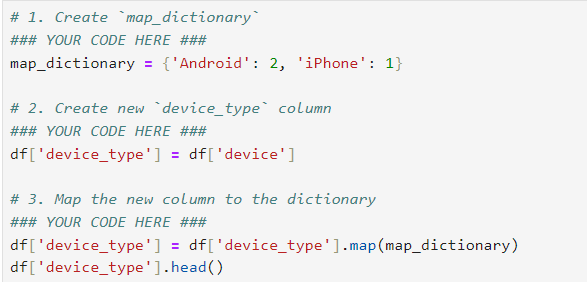 # 1. Create `map_dictionary`
### YOUR CODE HERE ###
map_dictionary = {'Android': 2, 'iPhone': 1}
# 2. Create new `device_type` column
### YOUR CODE HERE ###
df['device_type'] = df['device']
# 3. Map the new column to the dictionary
### YOUR CODE HERE ###
df['device_type'] = df['device_type'].map(map_dictionary)
df['device_type'].head()